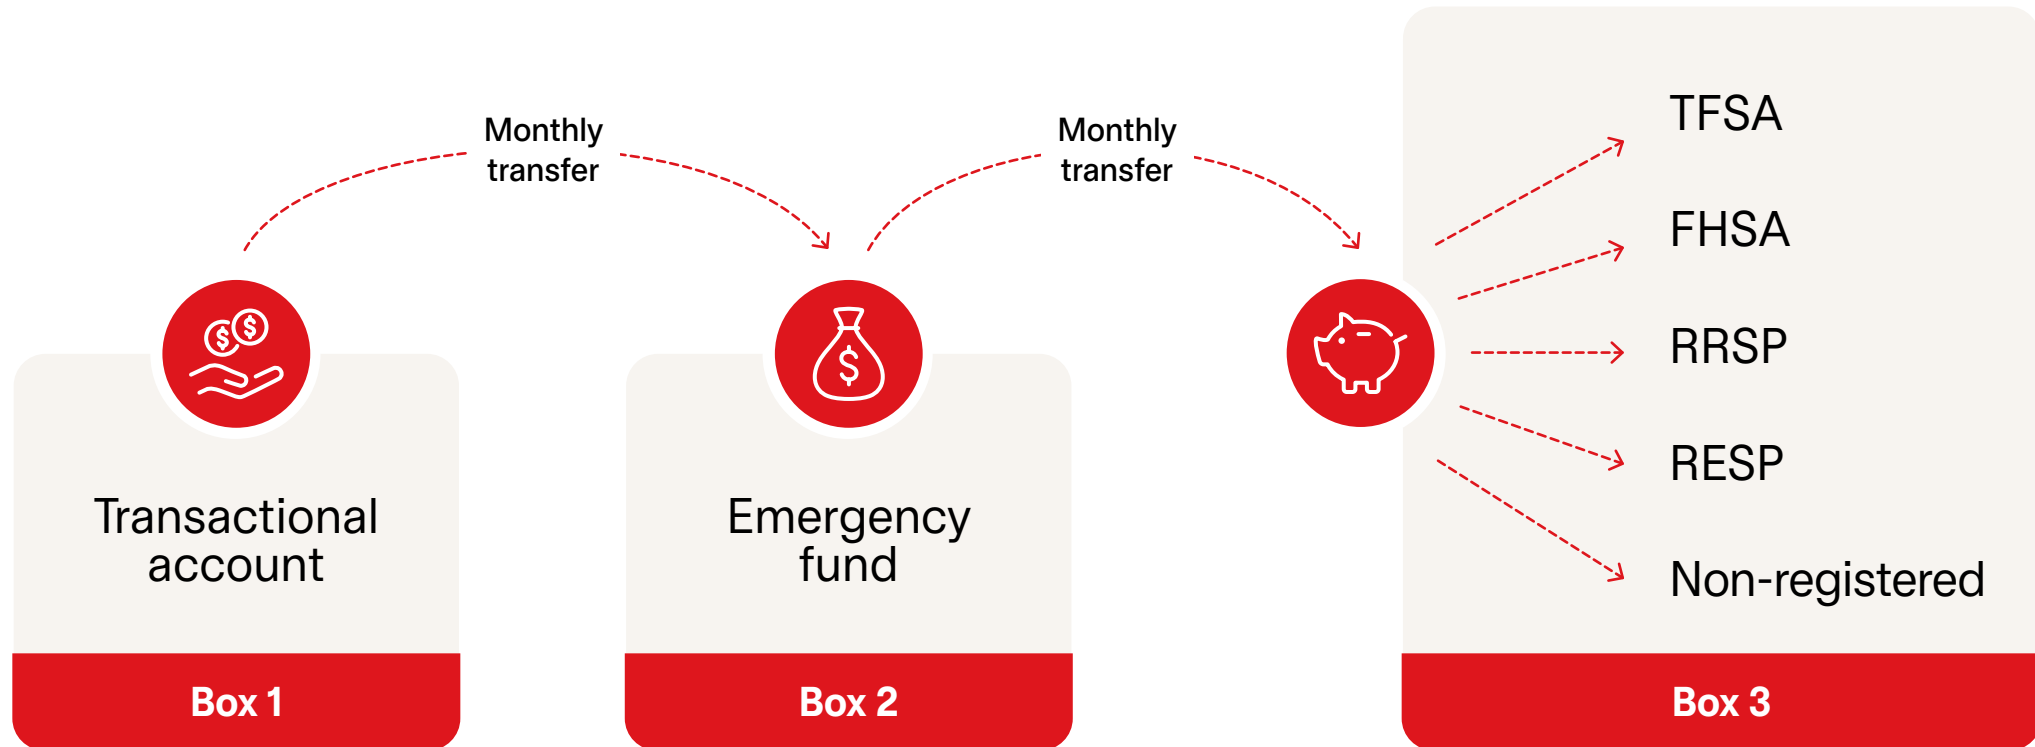 Monthly
transfer
Monthly
transfer
$
$
$
Transactional
account
Box 1
Emergency
fund
Box 2
TFSA
FHSA
RRSP
RESP
Non-registered
Box 3